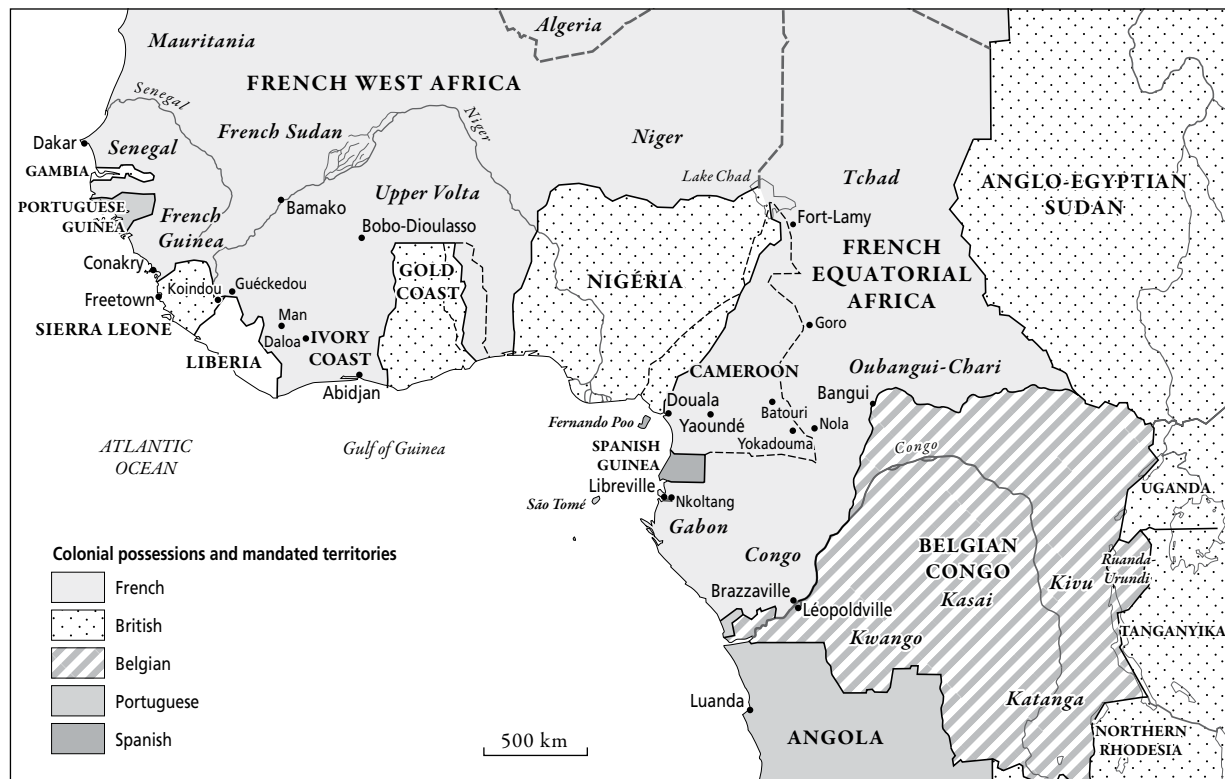 Algeria
Mauritania
FRENCH WEST AFRICA
Senegal
Niger
French Sudan
Niger
Dakar
Senegal
GAMBIA
Lake Chad
Tchad
ANGLO-EGYPTIAN
SUDAN
Upper Volta
PORTUGUESE
GUINEA
French
Guinea
Bamako
Fort-Lamy
Bobo-Dioulasso
FRENCH
EQUATORIAL
AFRICA
Conakry
GOLD
COAST
NIGÉRIA
Koindou
Guéckedou
Freetown
SIERRA LEONE
Man
Daloa
IVORY
COAST
Goro
LIBERIA
Abidjan
CAMEROON
Oubangui-Chari
Bangui
Douala
Batouri
Fernando Poo
Yaoundé
Nola
Yokadouma
ATLANTIC
OCEAN
Gulf of Guinea
SPANISH
GUINEA
Congo
Libreville
UGANDA
São Tomé
Nkoltang
Gabon
Congo
BELGIAN
CONGO
Kasai
Kivu
Ruanda-
Urundi
Brazzaville
Léopoldville
Kwango
TANGANYIKA
Luanda
Katanga
ANGOLA
NORTHERN
RHODESIA
Colonial possessions and mandated territories
French
British
Belgian
Portuguese
Spanish
500 km